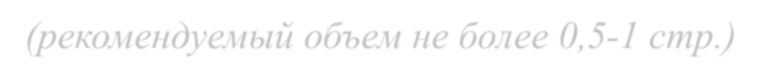 (рекомендуемый объем не более 0,5-1 стр.)